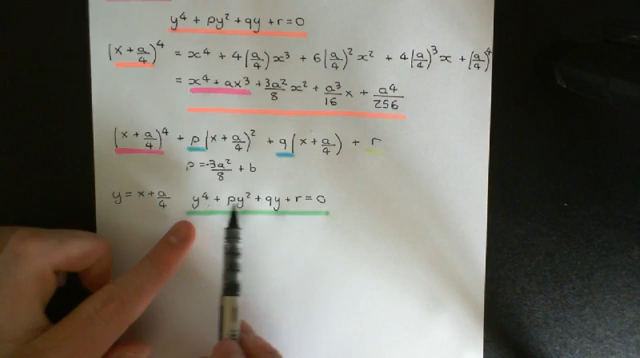 y⁴ + py² + qy + r = 0
(x + a/4)⁴ = x⁴ + 4(a/4)x³ + 6(a/4)²x² + 4(a/4)³x + (a/4)⁴
= x⁴ + ax³ + 3a²/8 x² + a³/16 x + a⁴/256
(x + a/4)⁴ + p(x + a/4)² + q(x + a/4) + r
p = -3a²/8 + b
y = x + a/4 y⁴ + py² + qy + r = 0